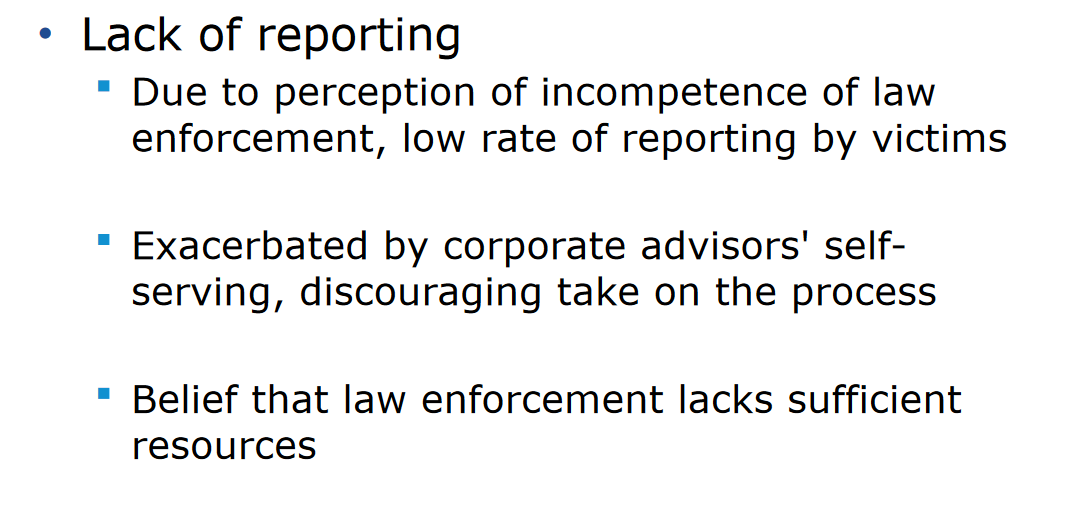 • Lack of reporting
▪ Due to perception of incompetence of law
enforcement, low rate of reporting by victims
▪ Exacerbated by corporate advisors' self-
serving, discouraging take on the process
▪ Belief that law enforcement lacks sufficient
resources